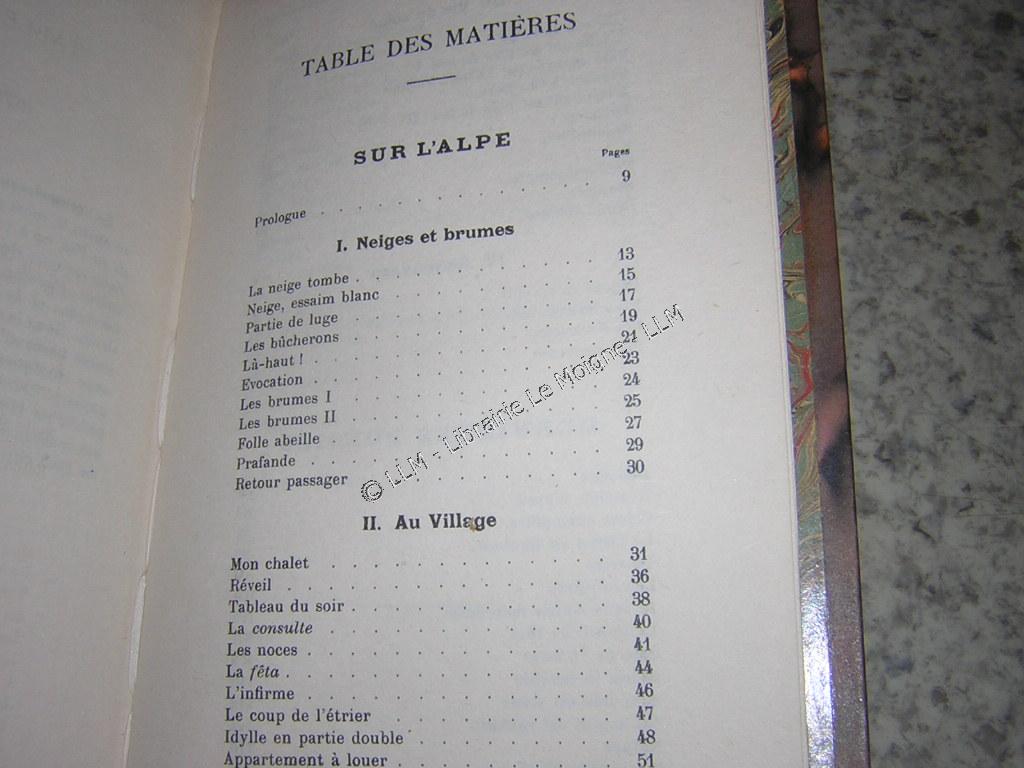 TABLE DES MATIÈRES
SUR L'ALPE
Pages
Prologue . . . . . . . . . . . . . 9
I. Neiges et brumes
La neige tombe . . . . . . . . . . . 13
Neige, essaim blanc . . . . . . . . . . 15
Partie de luge . . . . . . . . . . . 17
Les bûcherons . . . . . . . . . . . 19
Là-haut ! . . . . . . . . . . . . 21
Evocation . . . . . . . . . . . . 23
Les brumes I . . . . . . . . . . . 24
Les brumes II . . . . . . . . . . . 25
Folle abeille . . . . . . . . . . . 27
Prafande . . . . . . . . . . . . 29
Retour passager . . . . . . . . . . 30
© LLM - Librairie Le Moigne - LLM
II. Au Village
Mon chalet . . . . . . . . . . . . 31
Réveil . . . . . . . . . . . . . 36
Tableau du soir . . . . . . . . . . . 38
La consulte . . . . . . . . . . . . 40
Les noces . . . . . . . . . . . . . 41
La fêta . . . . . . . . . . . . . 44
L'infirme . . . . . . . . . . . . . 46
Le coup de l'étrier . . . . . . . . . . 47
Idylle en partie double . . . . . . . . . 48
Appartement à louer . . . . . . . . . . 51